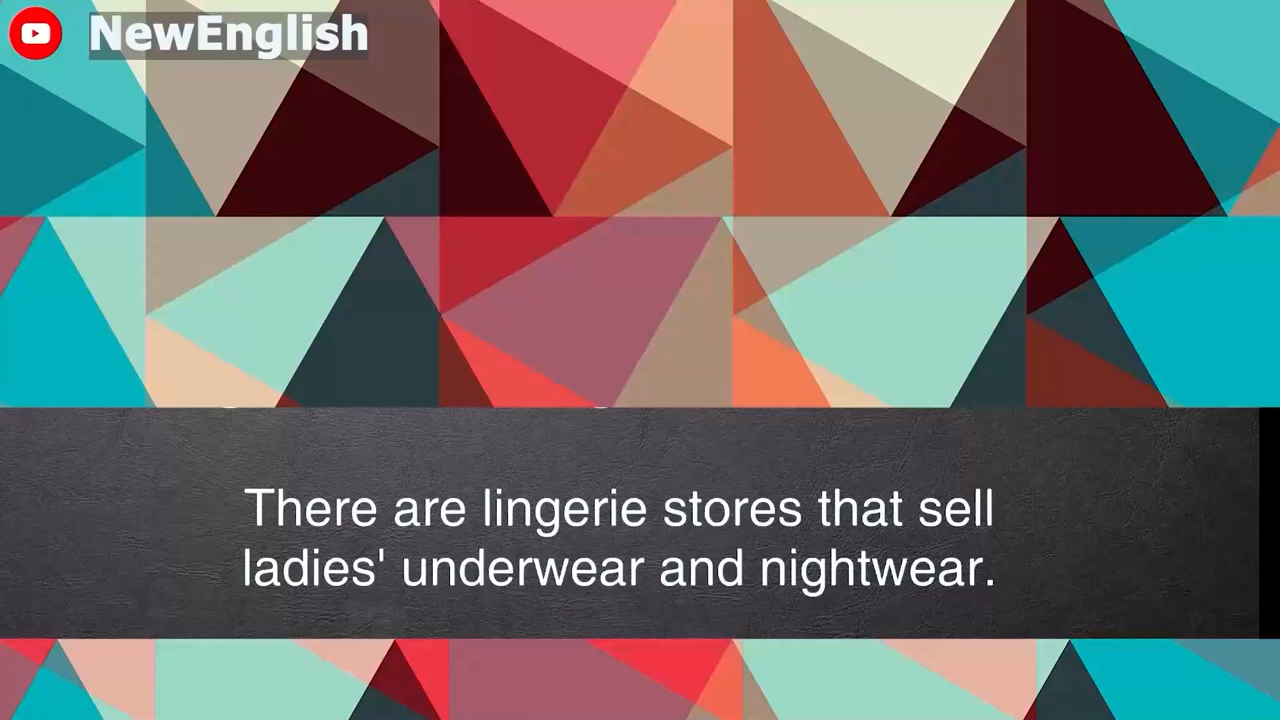 NewEnglish
There are lingerie stores that sell
ladies' underwear and nightwear.